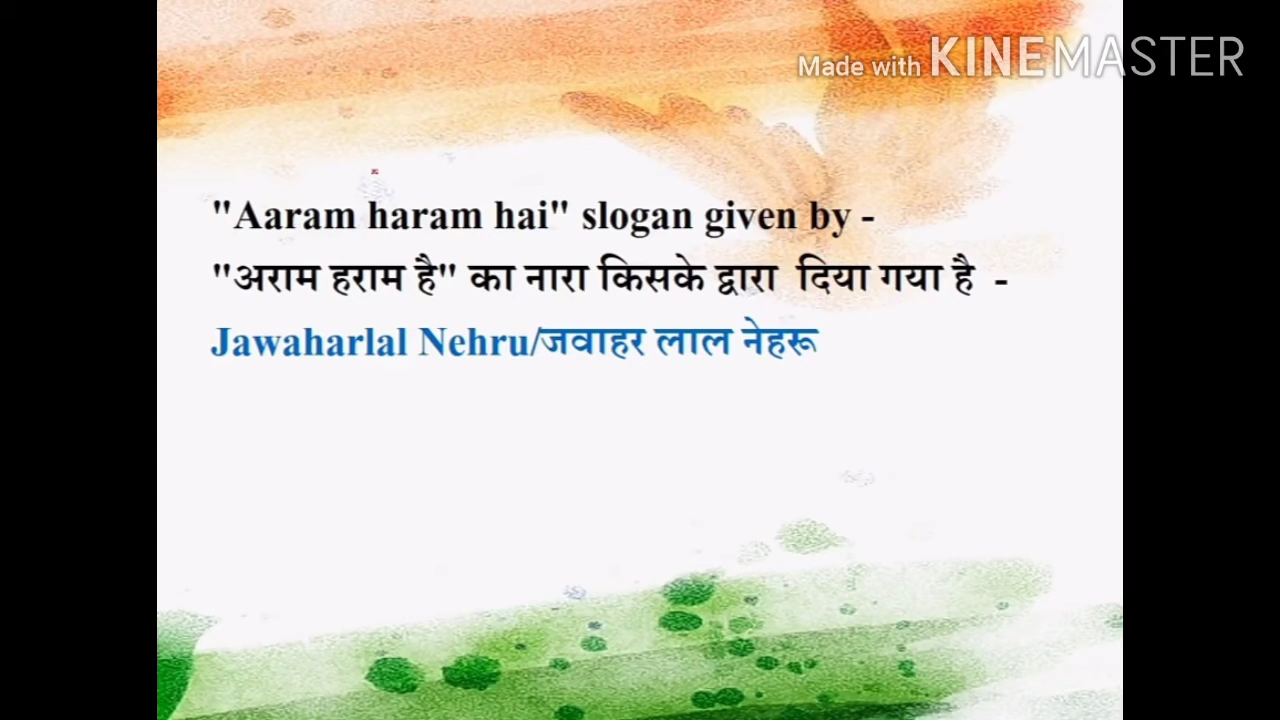 Made with KINEMASTER
"Aaram haram hai" slogan given by -
"अराम हराम है" का नारा किसके द्वारा दिया गया है -
Jawaharlal Nehru/जवाहर लाल नेहरू